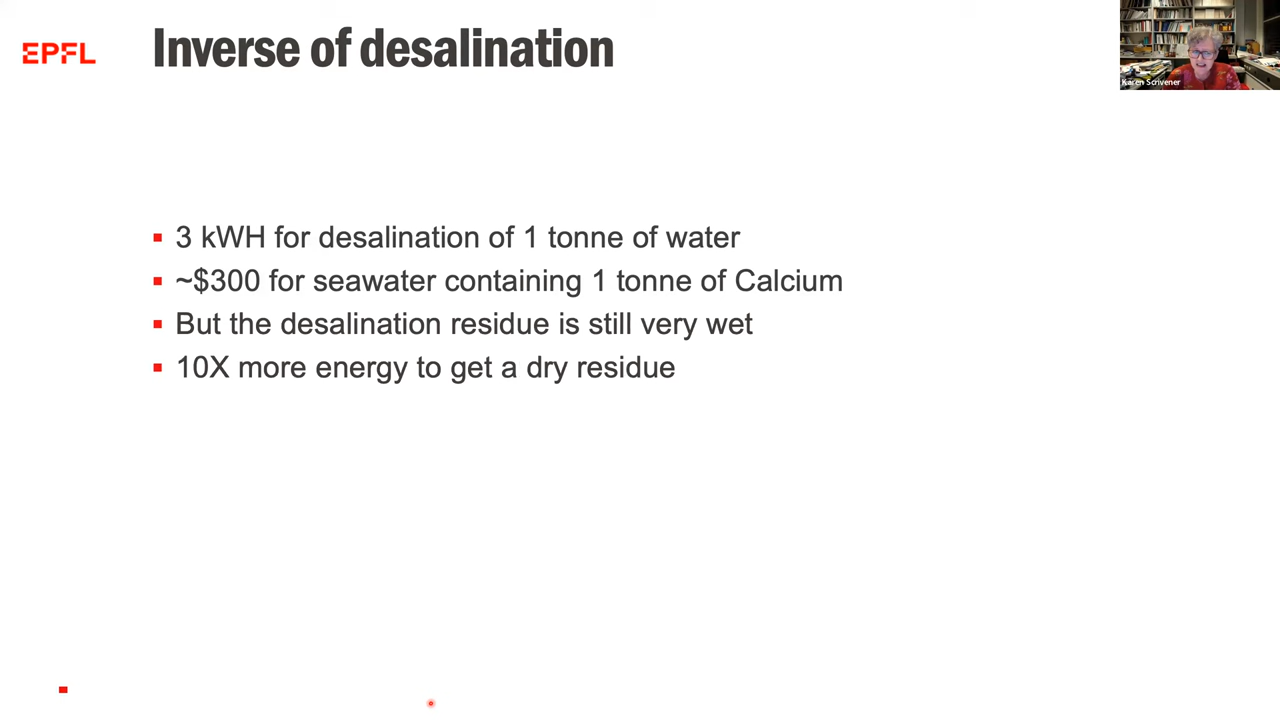 EPFL
Inverse of desalination
Karen Scrivener
3 kWH for desalination of 1 tonne of water
~$300 for seawater containing 1 tonne of Calcium
But the desalination residue is still very wet
10X more energy to get a dry residue